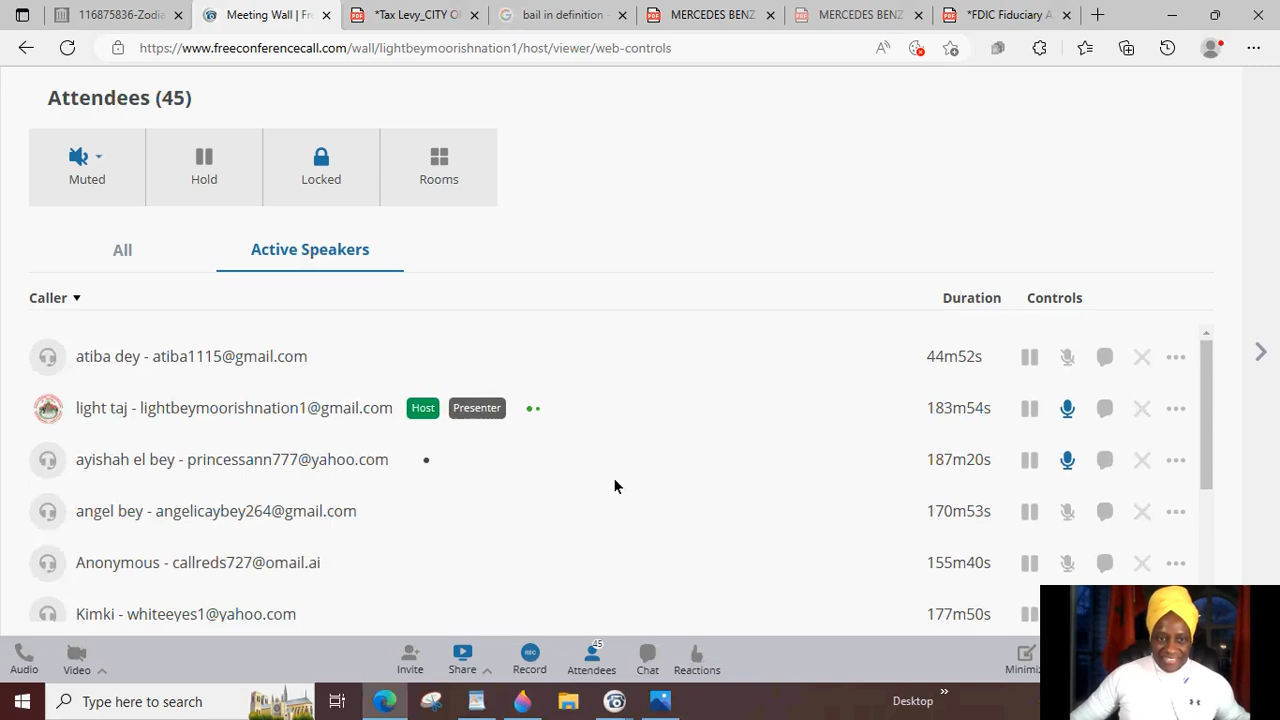 116875836-Zodia
Meeting Wall | Fre
*Tax Levy_CITY O
bail in definition
MERCEDES BENZ
MERCEDES BENZ
*FDIC Fiduciary A
https://www.freeconferencecall.com/wall/lightbeymoorishnation1/host/viewer/web-controls
Attendees (45)
Muted
Hold
Locked
Rooms
All
Active Speakers
Caller
Duration
Controls
atiba dey - atiba1115@gmail.com
44m52s
light taj - lightbeymoorishnation1@gmail.com
Host
Presenter
183m54s
ayishah el bey - princessann777@yahoo.com
187m20s
angel bey - angelicaybey264@gmail.com
170m53s
Anonymous - callreds727@omail.ai
155m40s
Kimki - whiteeyes1@yahoo.com
177m50s
Audio
Video
Invite
Share
REC
Record
45
Attendees
Chat
Reactions
Minimi
Type here to search
Desktop